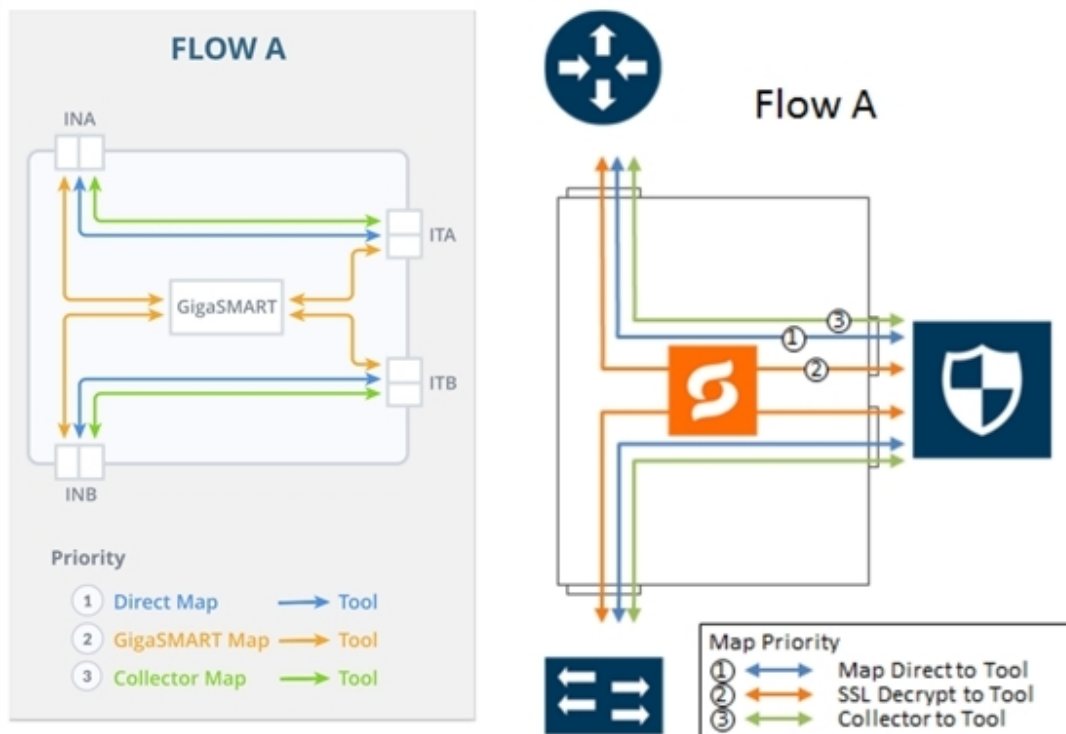 FLOW A
INA
ITA
GigaSMART
ITB
INB
Priority
1 Direct Map Tool
2 GigaSMART Map Tool
3 Collector Map Tool
Flow A
3
1
2
Map Priority
1 Map Direct to Tool
2 SSL Decrypt to Tool
3 Collector to Tool